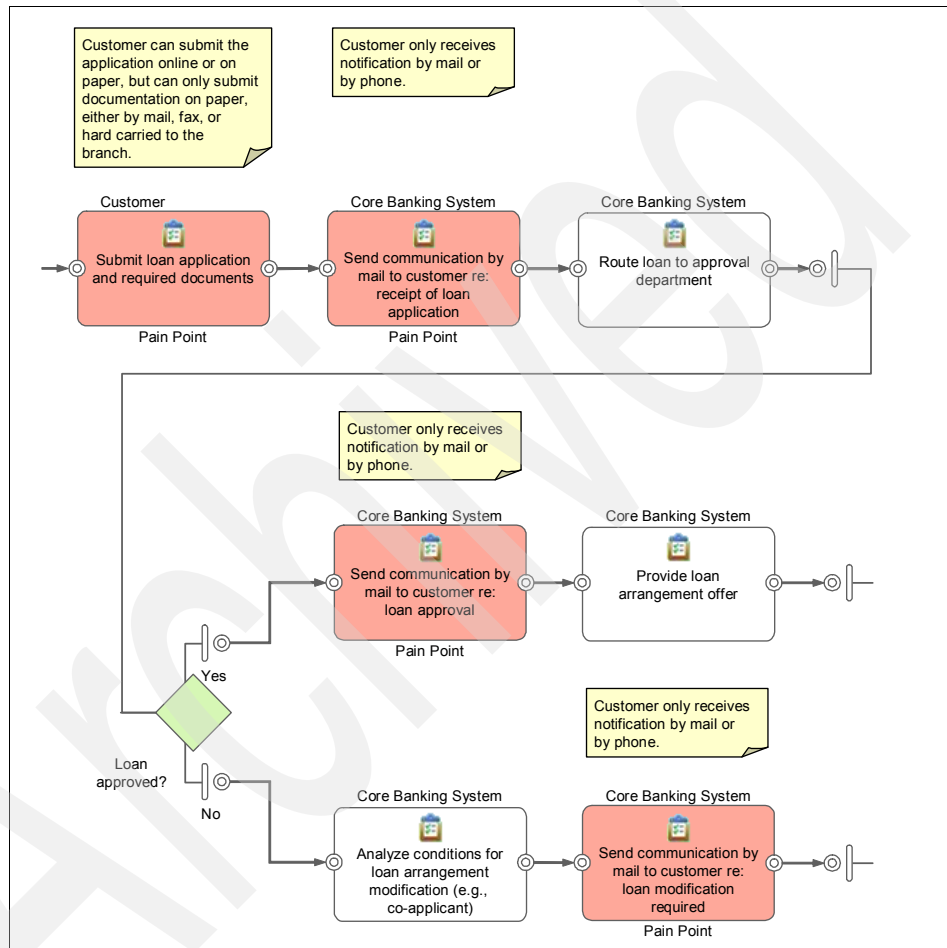 Customer can submit the
application online or on
paper, but can only submit
documentation on paper,
either by mail, fax, or
hard carried to the
branch.
Customer only receives
notification by mail or
by phone.
Customer
Submit loan application
and required documents
Pain Point
Core Banking System
Send communication by
mail to customer re:
receipt of loan
application
Pain Point
Core Banking System
Route loan to approval
department
Customer only receives
notification by mail or
by phone.
Core Banking System
Send communication by
mail to customer re:
loan approval
Pain Point
Core Banking System
Provide loan
arrangement offer
Yes
Loan
approved?
No
Customer only receives
notification by mail or
by phone.
Core Banking System
Analyze conditions for
loan arrangement
modification (e.g.,
co-applicant)
Core Banking System
Send communication by
mail to customer re:
loan modification
required
Pain Point
Archived